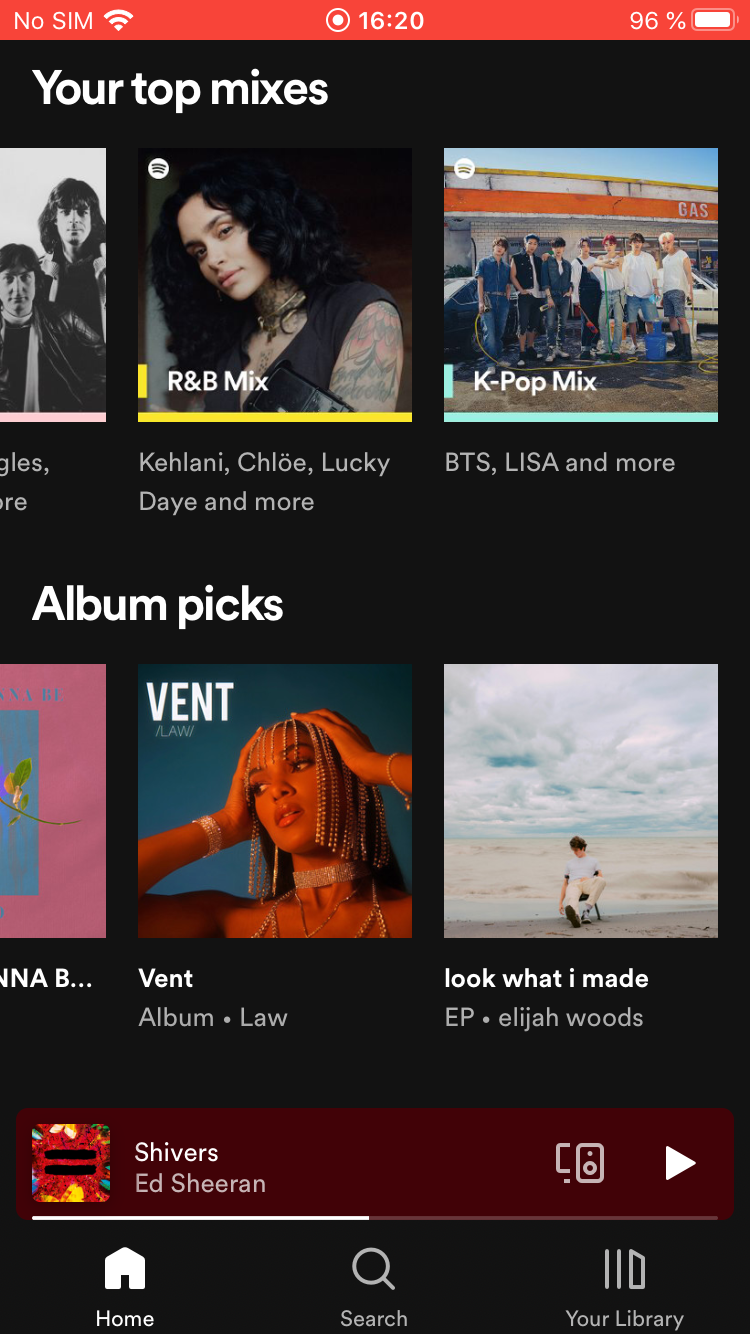 No SIM 16:20 96 %
Your top mixes
GAS
R&B Mix
K-Pop Mix
gles,
ore
Kehlani, Chlöe, Lucky
Daye and more
BTS, LISA and more
Album picks
NNA BE
VENT
/LAW/
NNA B...
Vent
Album • Law
look what i made
EP • elijah woods
Shivers
Ed Sheeran
Home
Search
Your Library